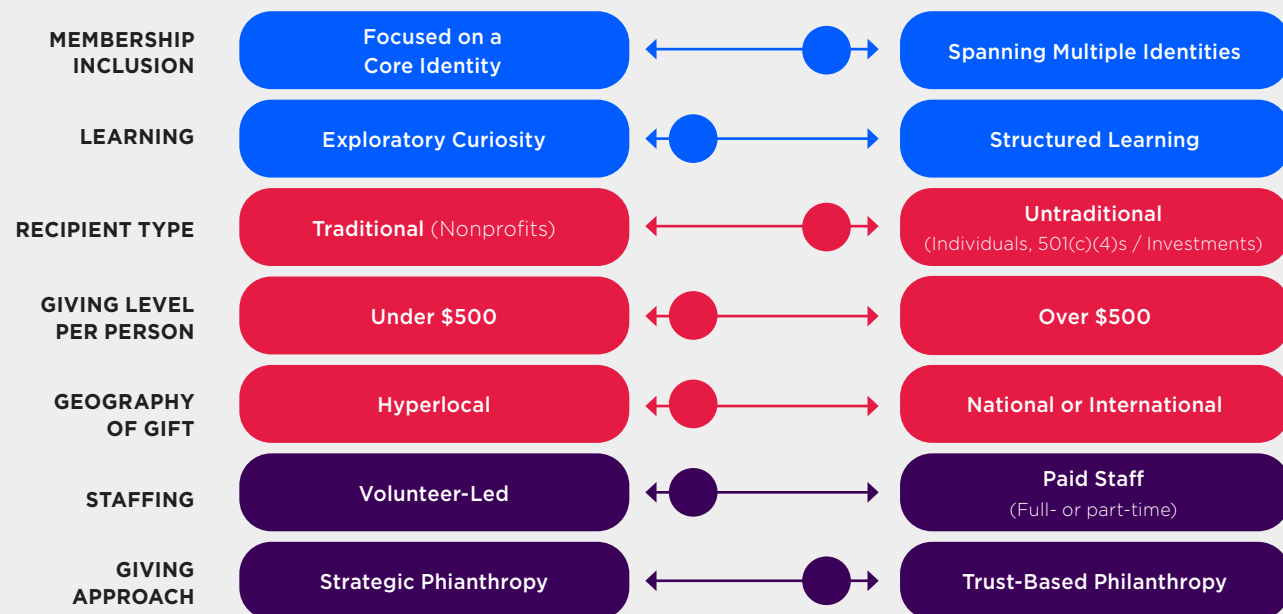 MEMBERSHIP
INCLUSION
Focused on a
Core Identity
Spanning Multiple Identities
LEARNING
Exploratory Curiosity
Structured Learning
RECIPIENT TYPE
Traditional (Nonprofits)
Untraditional
(Individuals, 501(c)(4)s / Investments)
GIVING LEVEL
PER PERSON
Under $500
Over $500
GEOGRAPHY
OF GIFT
Hyperlocal
National or International
STAFFING
Volunteer-Led
Paid Staff
(Full- or part-time)
GIVING
APPROACH
Strategic Phianthropy
Trust-Based Philanthropy